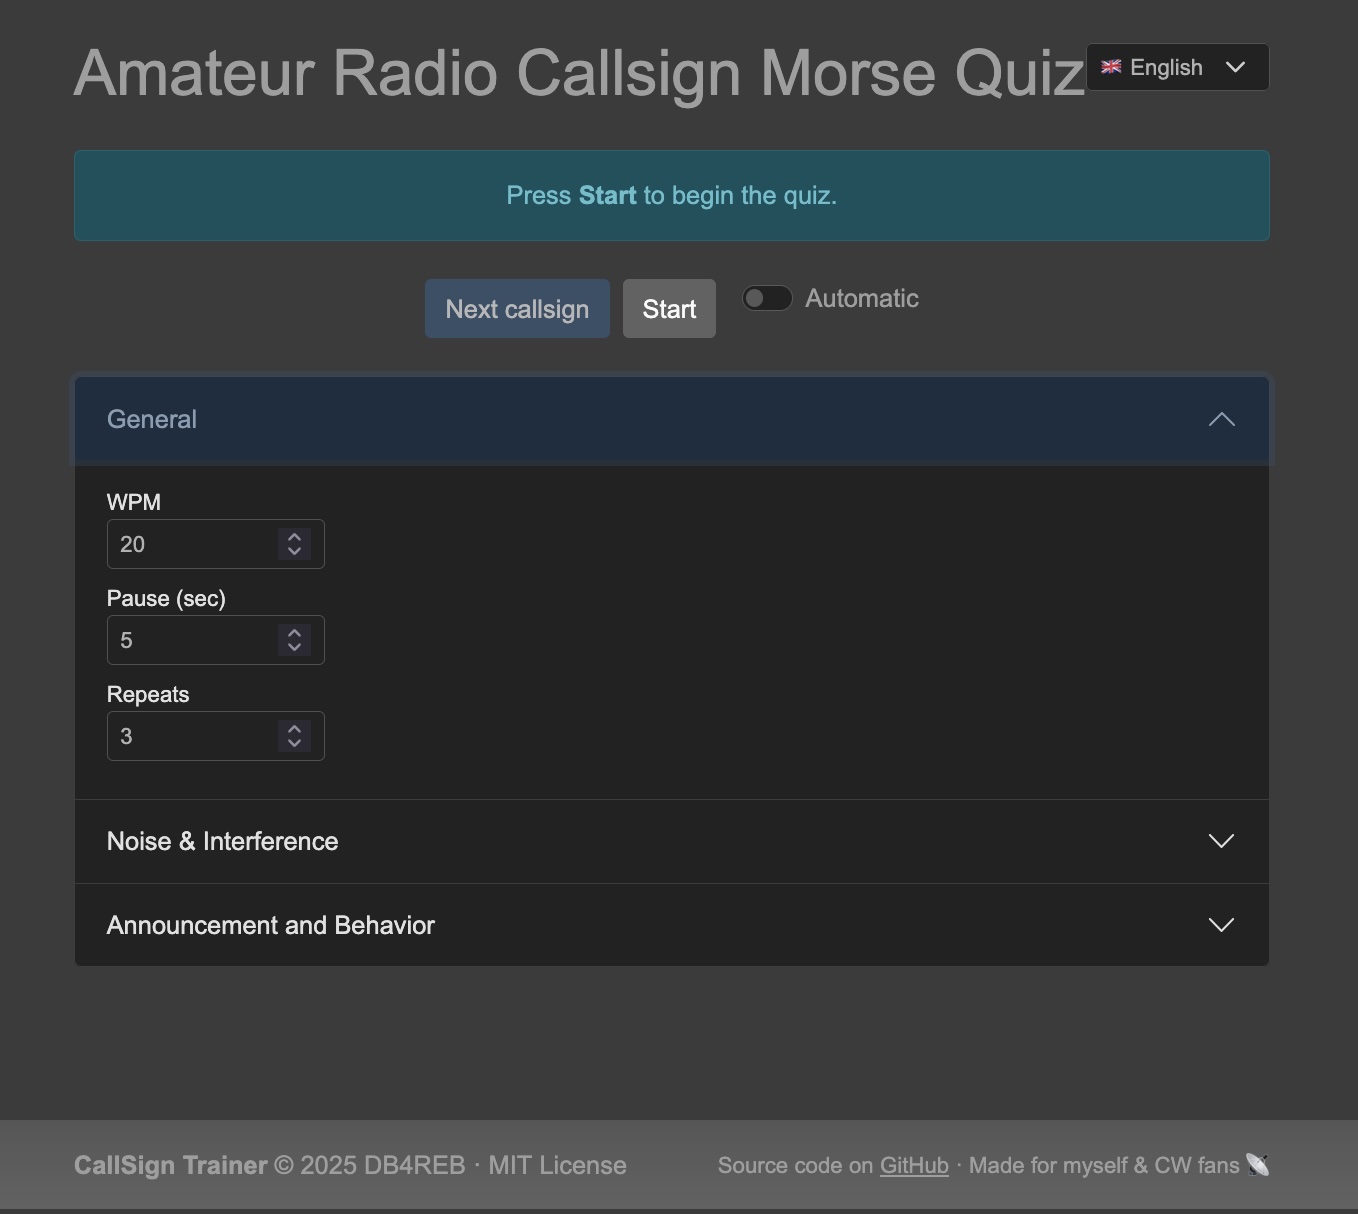 Amateur Radio Callsign Morse Quiz
🇬🇧 English
Press Start to begin the quiz.
Next callsign
Start
Automatic
General
WPM
20
Pause (sec)
5
Repeats
3
Noise & Interference
Announcement and Behavior
CallSign Trainer © 2025 DB4REB · MIT License
Source code on GitHub · Made for myself & CW fans 📡